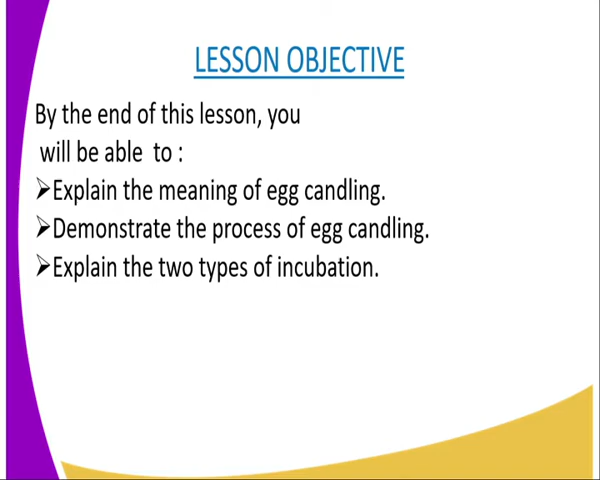 LESSON OBJECTIVE
By the end of this lesson, you
will be able to :
➢Explain the meaning of egg candling.
➢Demonstrate the process of egg candling.
➢Explain the two types of incubation.